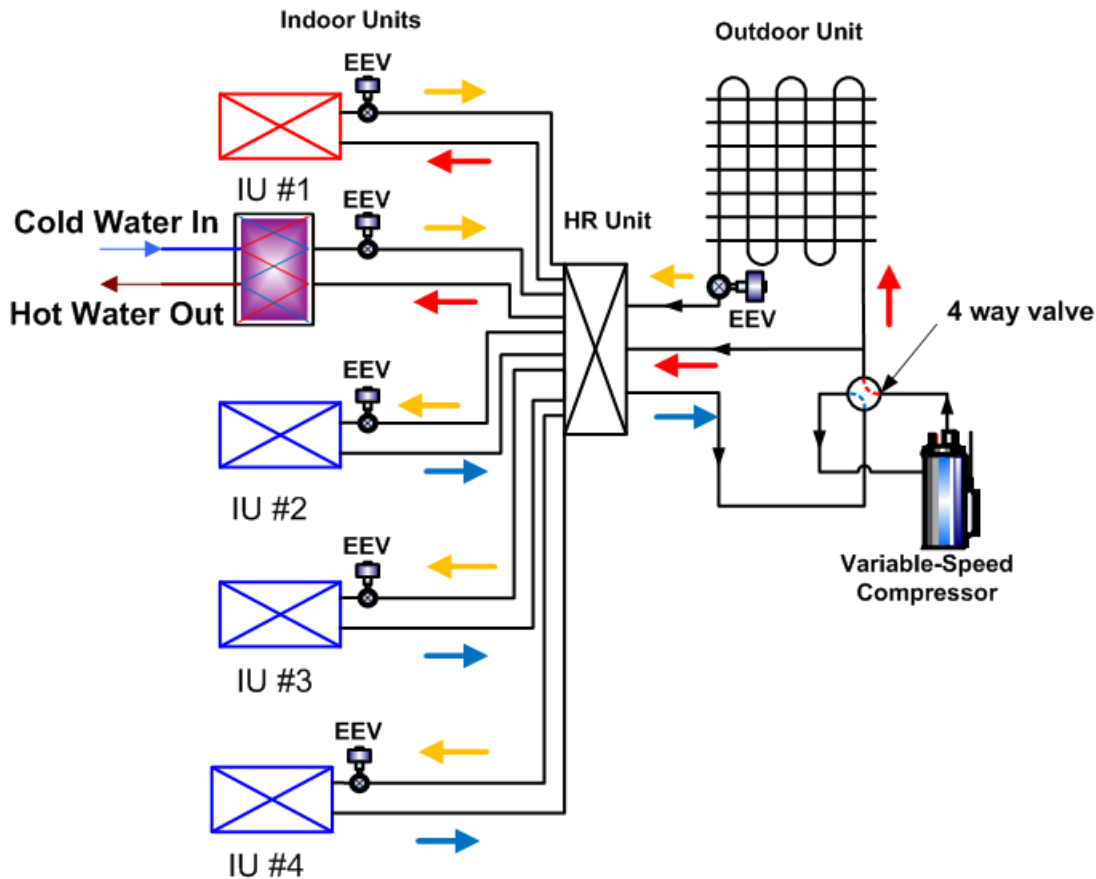 Indoor Units
Outdoor Unit
EEV
IU #1
EEV
Cold Water In
HR Unit
Hot Water Out
EEV
4 way valve
EEV
IU #2
EEV
Variable-Speed
Compressor
IU #3
EEV
IU #4